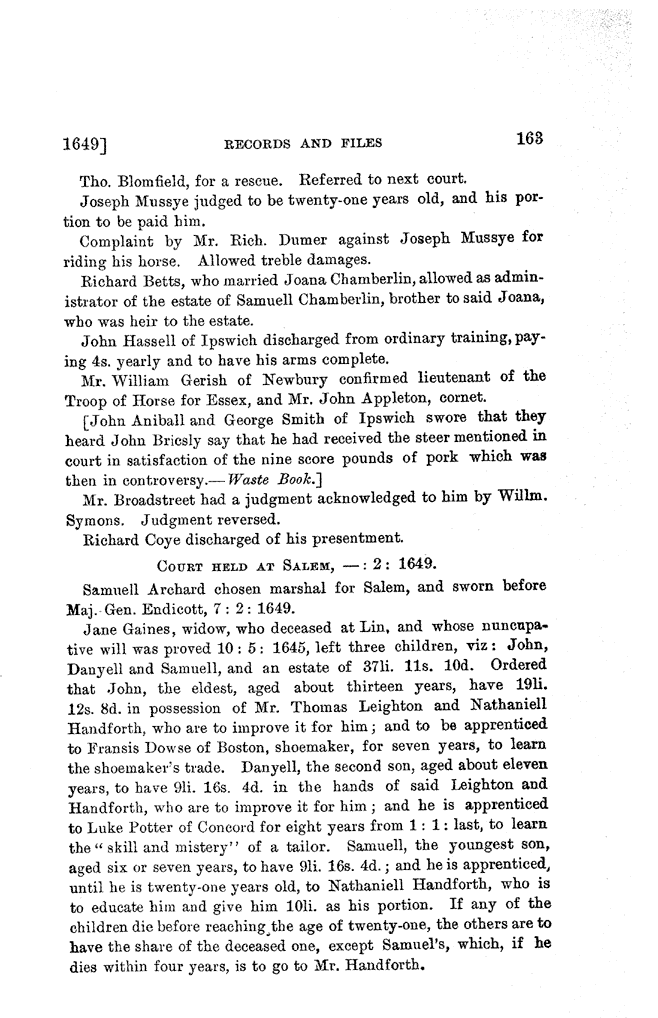 1649] RECORDS AND FILES 163
Tho. Blomfield, for a rescue. Referred to next court.
Joseph Mussye judged to be twenty-one years old, and his por-
tion to be paid him.
Complaint by Mr. Rich. Dumer against Joseph Mussye for
riding his horse. Allowed treble damages.
Richard Betts, who married Joana Chamberlin, allowed as admin-
istrator of the estate of Samuell Chamberlin, brother to said Joana,
who was heir to the estate.
John Hassell of Ipswich discharged from ordinary training, pay-
ing 4s. yearly and to have his arms complete.
Mr. William Gerish of Newbury confirmed lieutenant of the
Troop of Horse for Essex, and Mr. John Appleton, cornet.
[John Aniball and George Smith of Ipswich swore that they
heard John Bricsly say that he had received the steer mentioned in
court in satisfaction of the nine score pounds of pork which was
then in controversy.—Waste Book.]
Mr. Broadstreet had a judgment acknowledged to him by Willm.
Symons. Judgment reversed.
Richard Coye discharged of his presentment.
COURT HELD AT SALEM, — : 2 : 1649.
Samuell Archard chosen marshal for Salem, and sworn before
Maj. Gen. Endicott, 7 : 2 : 1649.
Jane Gaines, widow, who deceased at Lin, and whose nuncupa-
tive will was proved 10 : 5 : 1645, left three children, viz : John,
Danyell and Samuell, and an estate of 37li. 11s. 10d. Ordered
that John, the eldest, aged about thirteen years, have 19li.
12s. 8d. in possession of Mr. Thomas Leighton and Nathaniell
Handforth, who are to improve it for him ; and to be apprenticed
to Fransis Dowse of Boston, shoemaker, for seven years, to learn
the shoemaker's trade. Danyell, the second son, aged about eleven
years, to have 9li. 16s. 4d. in the hands of said Leighton and
Handforth, who are to improve it for him ; and he is apprenticed
to Luke Potter of Concord for eight years from 1 : 1 : last, to learn
the "skill and mistery" of a tailor. Samuell, the youngest son,
aged six or seven years, to have 9li. 16s. 4d. ; and he is apprenticed,
until he is twenty-one years old, to Nathaniell Handforth, who is
to educate him and give him 10li. as his portion. If any of the
children die before reaching the age of twenty-one, the others are to
have the share of the deceased one, except Samuel's, which, if he
dies within four years, is to go to Mr. Handforth.